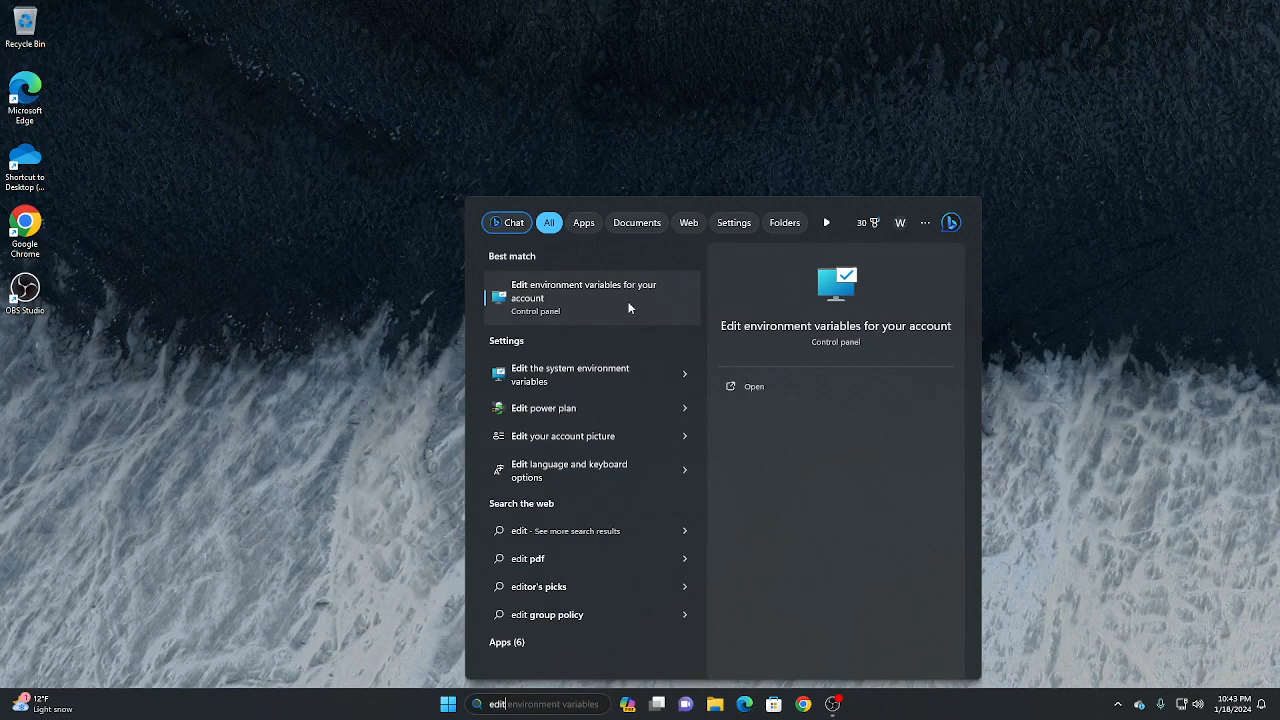 Recycle Bin
Microsoft
Edge
Shortcut to
Desktop (...
Google
Chrome
OBS Studio
Chat
All
Apps
Documents
Web
Settings
Folders
30
W
...
Best match
Edit environment variables for your
account
Control panel
Settings
Edit the system environment
variables
Edit power plan
Edit your account picture
Edit language and keyboard
options
Search the web
edit - See more search results
edit pdf
editor's picks
edit group policy
Apps (6)
Edit environment variables for your account
Control panel
Open
1
12°F
Light snow
edit environment variables
10:43 PM
1/18/2024